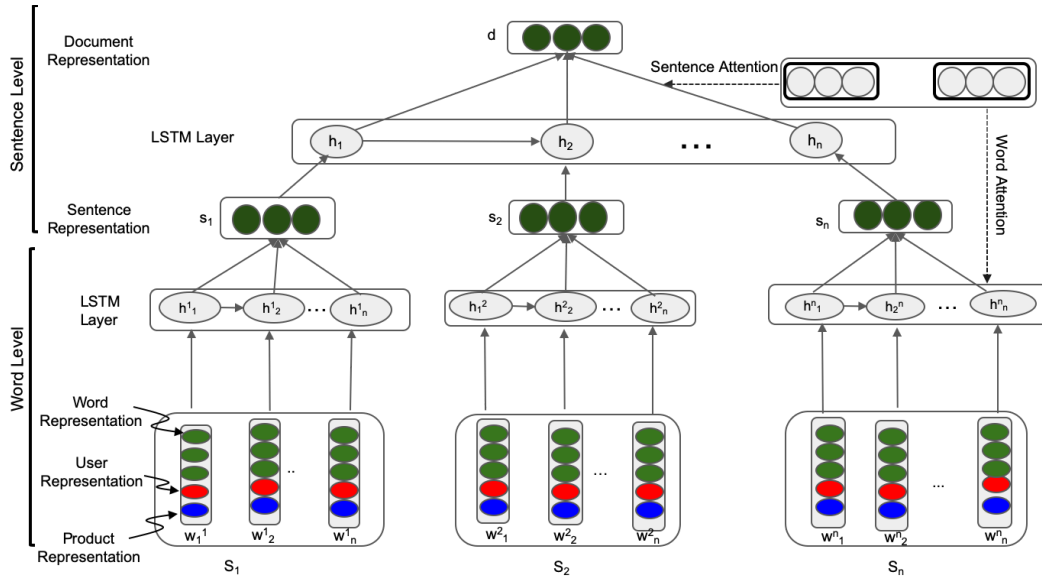 Sentence Level
Document
Representation
d
Sentence Attention
LSTM Layer
h₁
h₂
...
hₙ
Word Attention
Sentence
Representation
s₁
s₂
sₙ
Word Level
LSTM
Layer
h¹₁
h¹₂
...
h¹ₙ
h₁²
h²₂
...
h²ₙ
hⁿ₁
h₂ⁿ
...
hⁿₙ
Word
Representation
User
Representation
Product
Representation
..
...
...
w₁¹
w¹₂
w¹ₙ
w²₁
w²₂
w²ₙ
wⁿ₁
wⁿ₂
wⁿₙ
S₁
S₂
Sₙ